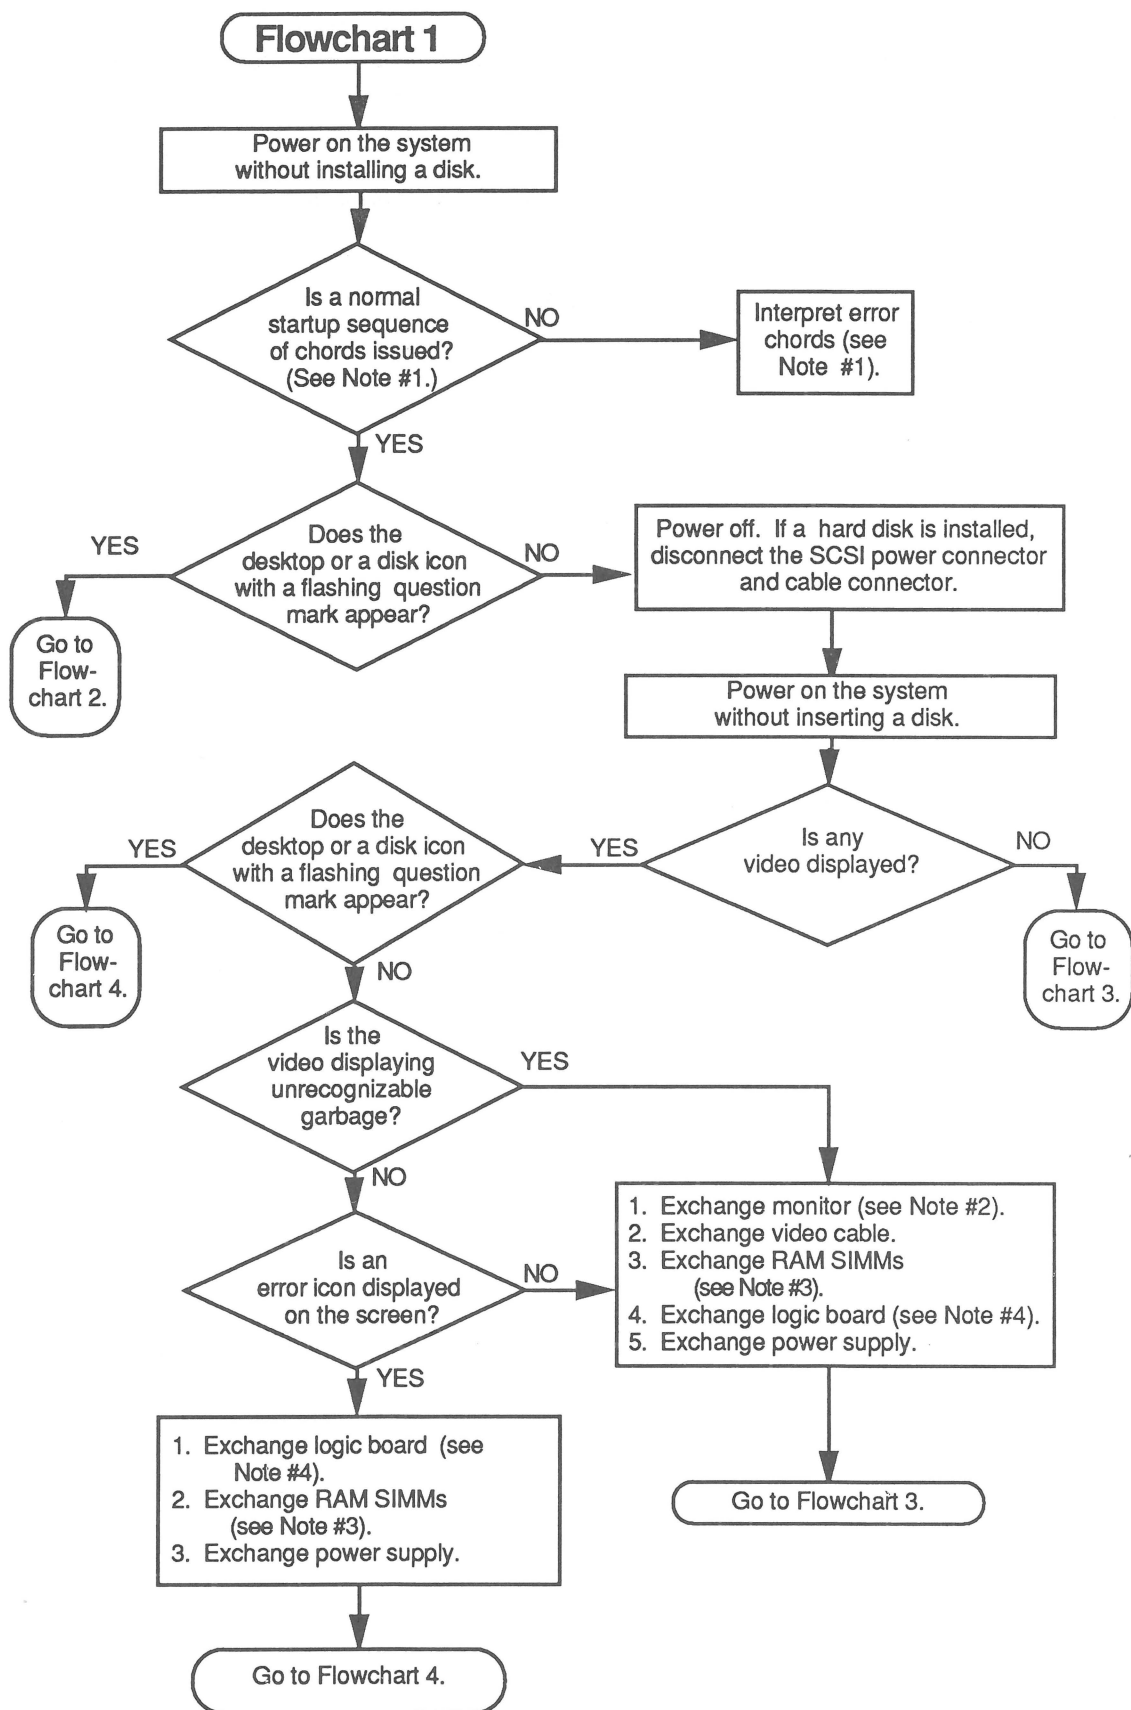 Flowchart 1
Power on the system
without installing a disk.
Is a normal
startup sequence
of chords issued?
(See Note #1.)
NO
Interpret error
chords (see
Note #1).
YES
Does the
desktop or a disk icon
with a flashing question
mark appear?
YES
Go to
Flow-
chart 2.
NO
Power off. If a hard disk is installed,
disconnect the SCSI power connector
and cable connector.
Power on the system
without inserting a disk.
Is any
video displayed?
NO
Go to
Flow-
chart 3.
YES
Does the
desktop or a disk icon
with a flashing question
mark appear?
YES
Go to
Flow-
chart 4.
NO
Is the
video displaying
unrecognizable
garbage?
YES
NO
Is an
error icon displayed
on the screen?
NO
1. Exchange monitor (see Note #2).
2. Exchange video cable.
3. Exchange RAM SIMMs
(see Note #3).
4. Exchange logic board (see Note #4).
5. Exchange power supply.
Go to Flowchart 3.
YES
1. Exchange logic board (see
Note #4).
2. Exchange RAM SIMMs
(see Note #3).
3. Exchange power supply.
Go to Flowchart 4.